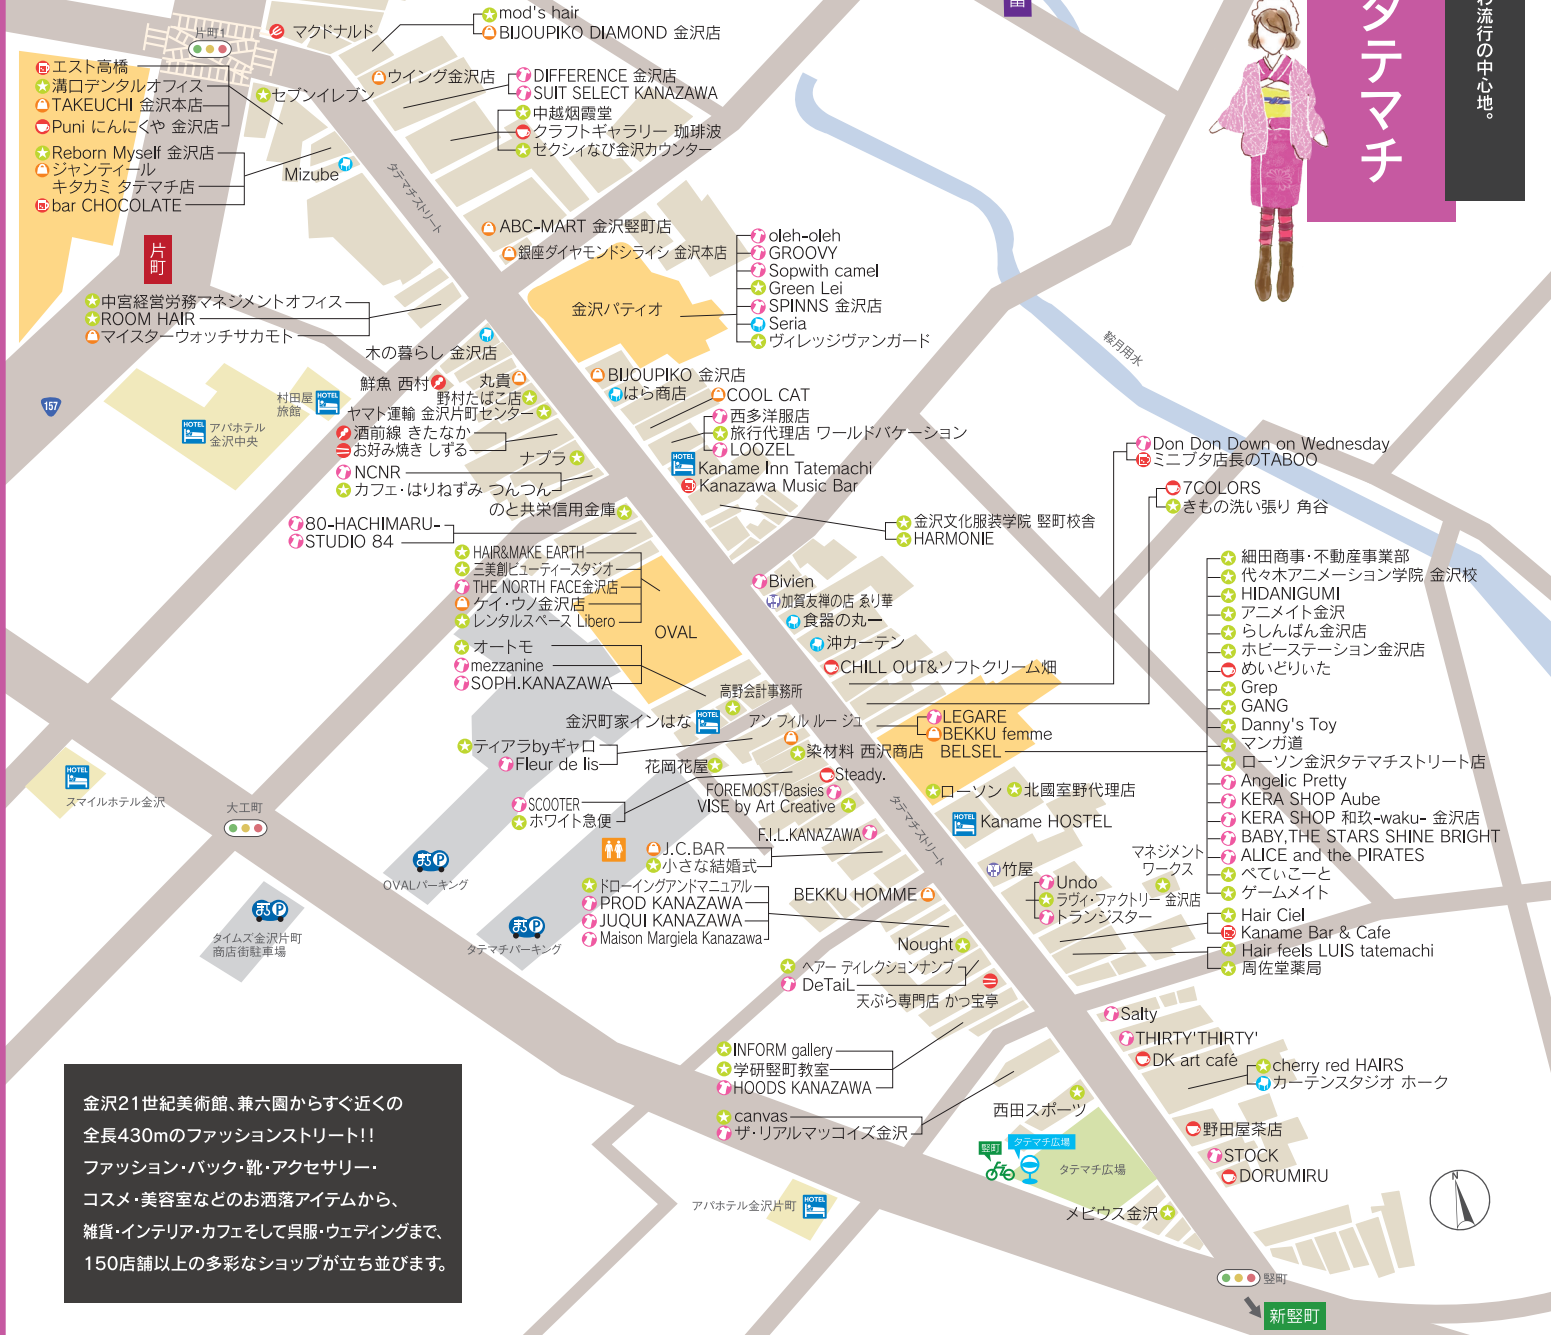 タテマチ
流行の中心地。
片町1
マクドナルド
mod's hair
BIJOUPIKO DIAMOND 金沢店
エスト高橋
溝口デンタルオフィス
TAKEUCHI 金沢本店
Puni にんにくや 金沢店
セブンイレブン
ウイング金沢店
DIFFERENCE 金沢店
SUIT SELECT KANAZAWA
中越烟霞堂
クラフトギャラリー 珈琲波
ゼクシィなび金沢カウンター
Reborn Myself 金沢店
ジャンティール
キタカミ タテマチ店
bar CHOCOLATE
Mizube
タテマチストリート
ABC-MART 金沢竪町店
銀座ダイヤモンドシライシ 金沢本店
片町
金沢パティオ
oleh-oleh
GROOVY
Sopwith camel
Green Lei
SPINNS 金沢店
Seria
ヴィレッジヴァンガード
中宮経営労務マネジメントオフィス
ROOM HAIR
マイスターウォッチサカモト
鞍月用水
木の暮らし 金沢店
鮮魚 西村
丸貴
野村たばこ店
ヤマト運輸 金沢片町センター
酒前線 きたなか
お好み焼き しずる
村田屋
旅館
HOTEL
157
HOTEL
アパホテル
金沢中央
BIJOUPIKO 金沢店
はら商店
COOL CAT
西多洋服店
旅行代理店 ワールドバケーション
LOOZEL
HOTEL
Kaname Inn Tatemachi
Kanazawa Music Bar
ナプラ
NCNR
カフェ・はりねずみ つんつん
のと共栄信用金庫
80-HACHIMARU-
STUDIO 84
金沢文化服装学院 竪町校舎
HARMONIE
Don Don Down on Wednesday
ミニブタ店長のTABOO
7COLORS
きもの洗い張り 角谷
HAIR&MAKE EARTH
三美創ビューティースタジオ
THE NORTH FACE金沢店
ケイ・ウノ金沢店
レンタルスペース Libero
OVAL
オートモ
mezzanine
SOPH.KANAZAWA
Bivien
加賀友禅の店 ゑり華
食器の丸一
沖カーテン
CHILL OUT&ソフトクリーム畑
細田商事・不動産事業部
代々木アニメーション学院 金沢校
HIDANIGUMI
アニメイト金沢
らしんばん金沢店
ホビーステーション金沢店
めいどりぃた
Grep
GANG
Danny's Toy
マンガ道
ローソン金沢タテマチストリート店
Angelic Pretty
KERA SHOP Aube
KERA SHOP 和玖-waku- 金沢店
BABY,THE STARS SHINE BRIGHT
ALICE and the PIRATES
ぺてぃこーと
ゲームメイト
高野会計事務所
金沢町家インはな
HOTEL
アン フィル ルー ジュ
LEGARE
BEKKU femme
BELSEL
ティアラbyギャロ
Fleur de lis
花岡花屋
染材料 西沢商店
Steady.
FOREMOST/Basies
VISE by Art Creative
SCOOTER
ホワイト急便
タテマチストリート
ローソン
北國室野代理店
HOTEL
Kaname HOSTEL
HOTEL
スマイルホテル金沢
大工町
F.I.L.KANAZAWA
J.C.BAR
小さな結婚式
マネジメント
ワークス
竹屋
Undo
ラヴィ・ファクトリー 金沢店
トランジスター
OVALパーキング
ドローイングアンドマニュアル
PROD KANAZAWA
JUQUI KANAZAWA
Maison Margiela Kanazawa
BEKKU HOMME
Hair Ciel
Kaname Bar & Cafe
Hair feels LUIS tatemachi
周佐堂薬局
タイムズ金沢片町
商店街駐車場
タテマチパーキング
Nought
ヘアー ディレクションナンプ
DeTaiL
天ぷら専門店 かつ宝亭
Salty
THIRTY'THIRTY'
DK art café
cherry red HAIRS
カーテンスタジオ ホーク
INFORM gallery
学研竪町教室
HOODS KANAZAWA
canvas
ザ・リアルマッコイズ金沢
西田スポーツ
竪町
タテマチ広場
タテマチ広場
野田屋茶店
STOCK
DORUMIRU
メビウス金沢
アパホテル金沢片町
HOTEL
N
竪町
新竪町
金沢21世紀美術館、兼六園からすぐ近くの
全長430mのファッションストリート!!
ファッション・バック・靴・アクセサリー・
コスメ・美容室などのお洒落アイテムから、
雑貨・インテリア・カフェそして呉服・ウェディングまで、
150店舗以上の多彩なショップが立ち並びます。